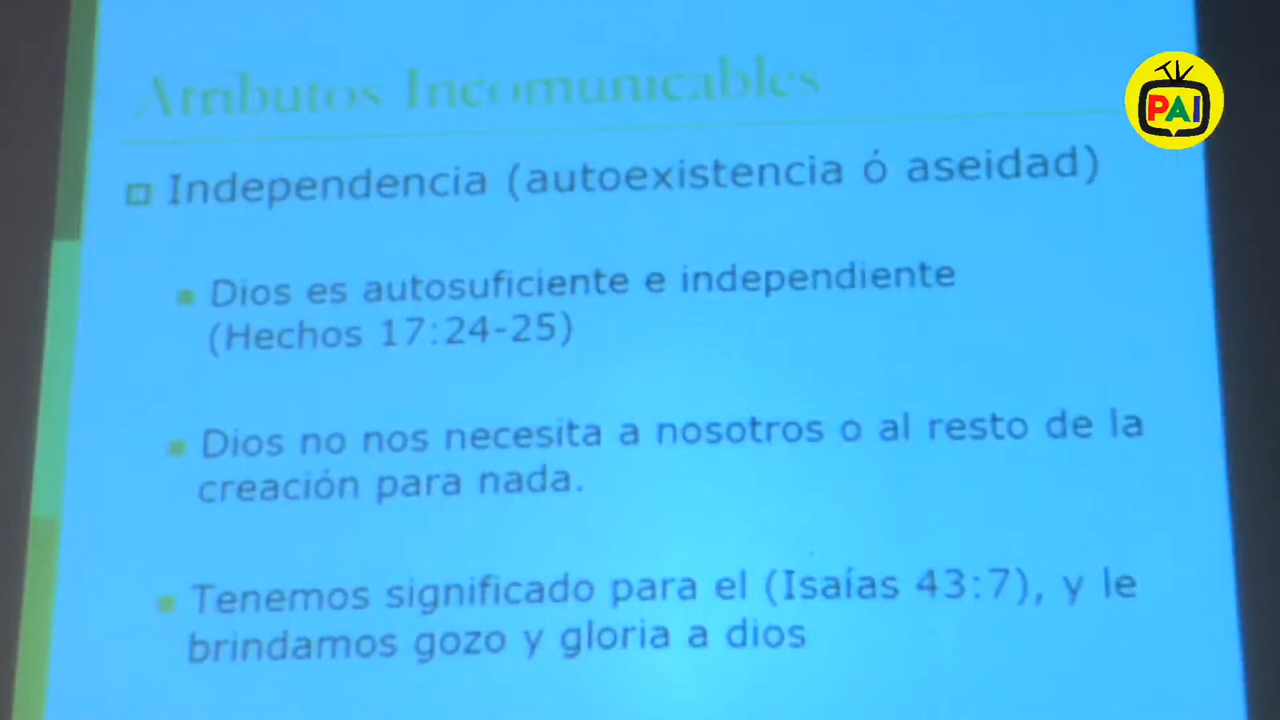 Atributos Incomunicables
Independencia (autoexistencia ó aseidad)
Dios es autosuficiente e independiente
(Hechos 17:24-25)
Dios no nos necesita a nosotros o al resto de la
creación para nada.
Tenemos significado para el (Isaías 43:7), y le
brindamos gozo y gloria a dios
PAI